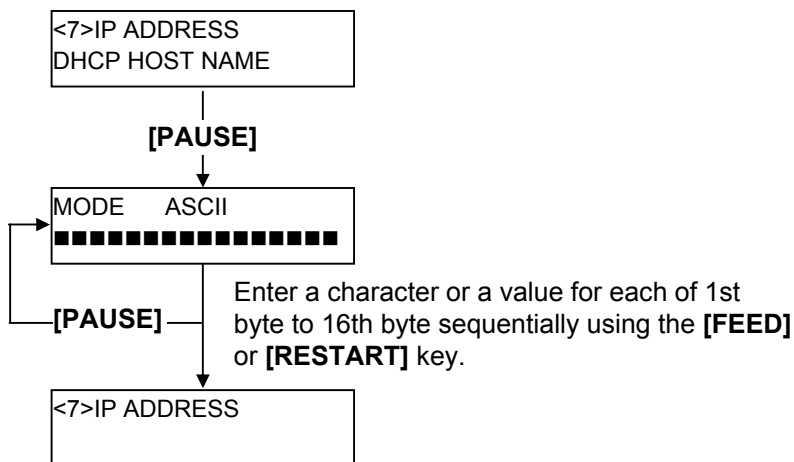 <7>IP ADDRESS
DHCP HOST NAME
[PAUSE]
MODE ASCII
■■■■■■■■■■■■■■■■
[PAUSE]
Enter a character or a value for each of 1st
byte to 16th byte sequentially using the [FEED]
or [RESTART] key.
<7>IP ADDRESS